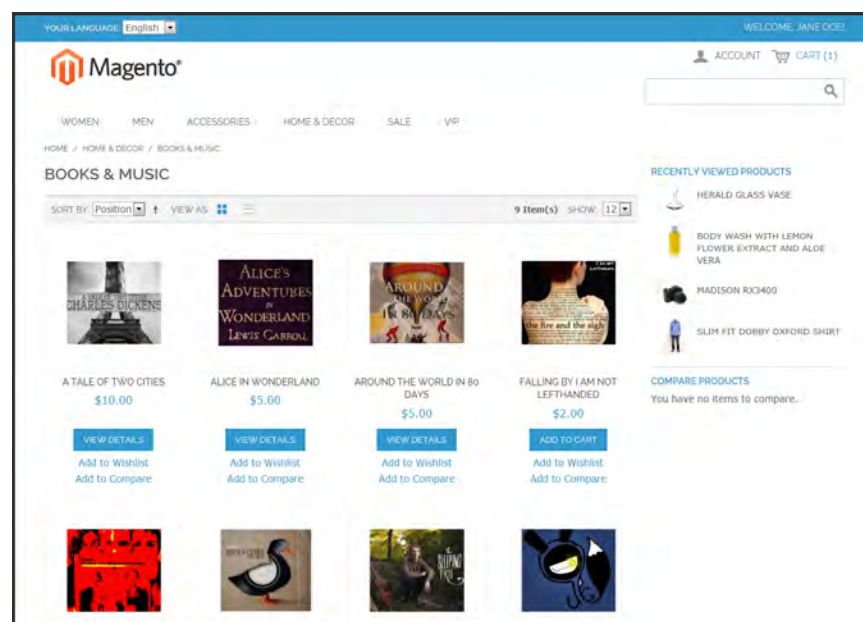 YOUR LANGUAGE: English
WELCOME, JANE DOE!
Magento®
ACCOUNT CART (1)
WOMEN MEN ACCESSORIES HOME & DECOR SALE VIP
HOME / HOME & DECOR / BOOKS & MUSIC
BOOKS & MUSIC
SORT BY Position VIEW AS
9 Item(s) SHOW 12
CHARLES DICKENS
ALICE'S
ADVENTURES
IN
WONDERLAND
LEWIS CARROLL
AROUND
THE WORLD
IN 80 DAYS
the fire and the sigh
A TALE OF TWO CITIES
$10.00
VIEW DETAILS
Add to Wishlist
Add to Compare
ALICE IN WONDERLAND
$5.00
VIEW DETAILS
Add to Wishlist
Add to Compare
AROUND THE WORLD IN 80
DAYS
$5.00
VIEW DETAILS
Add to Wishlist
Add to Compare
FALLING BY I AM NOT
LEFTHANDED
$2.00
ADD TO CART
Add to Wishlist
Add to Compare
RECENTLY VIEWED PRODUCTS
HERALD GLASS VASE
BODY WASH WITH LEMON
FLOWER EXTRACT AND ALOE
VERA
MADISON RX3400
SLIM FIT DOBBY OXFORD SHIRT
COMPARE PRODUCTS
You have no items to compare.